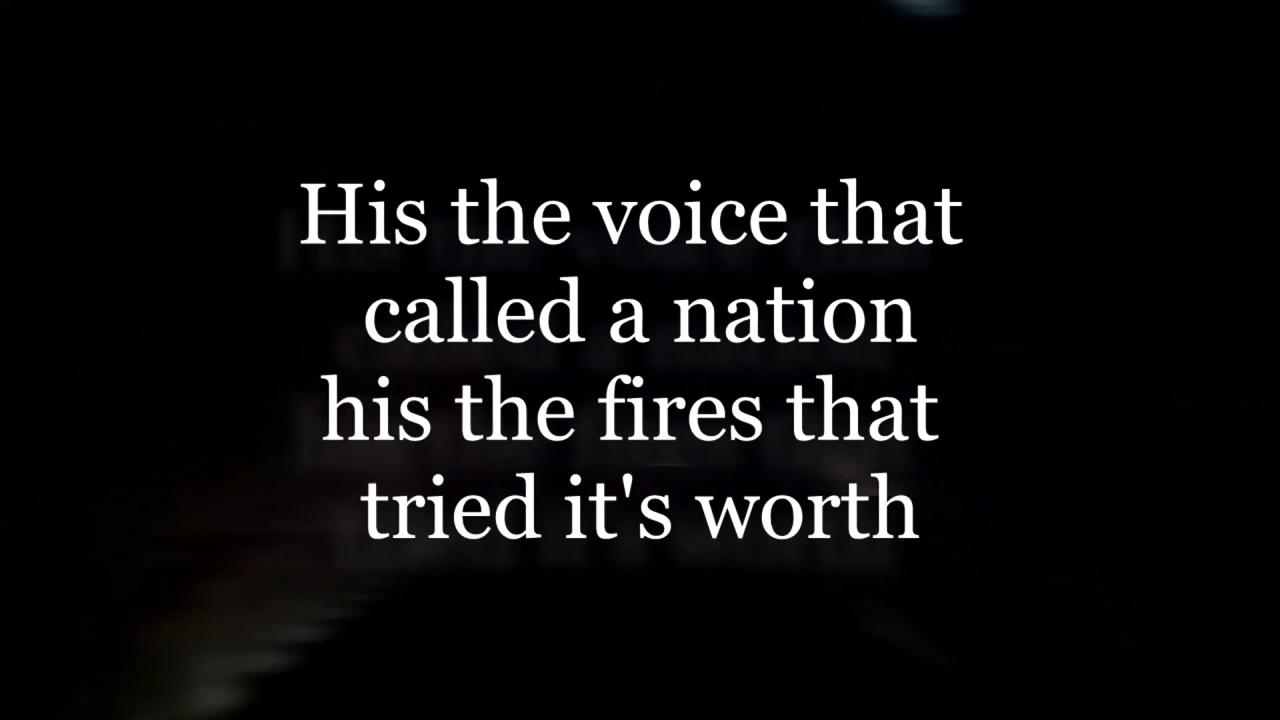 His the voice that
called a nation
his the fires that
tried it's worth